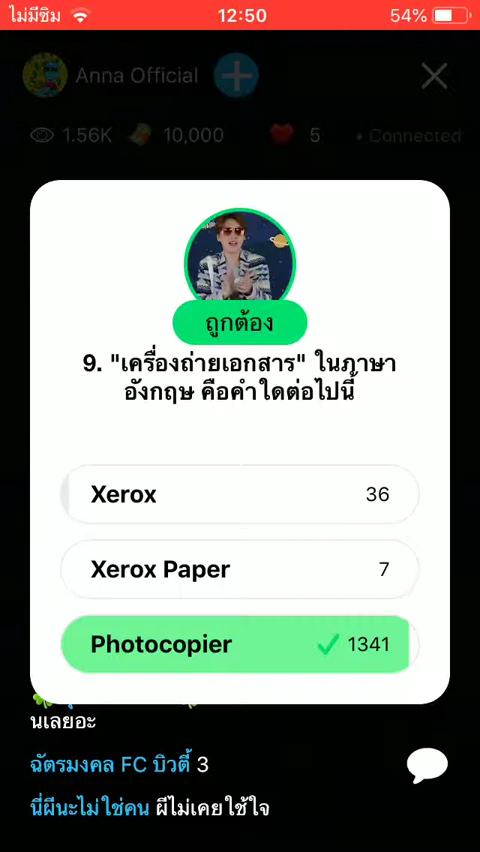 ไม่มีซิม 12:50 54%
Anna Official
1.56K 10,000 5 • Connected
ถูกต้อง
9. "เครื่องถ่ายเอกสาร" ในภาษา
อังกฤษ คือคำใดต่อไปนี้
Xerox 36
Xerox Paper 7
Photocopier 1341
นเลยอะ
ฉัตรมงคล FC บิวตี้ 3
นี่ผีนะไม่ใช่คน ผีไม่เคยใช้ใจ